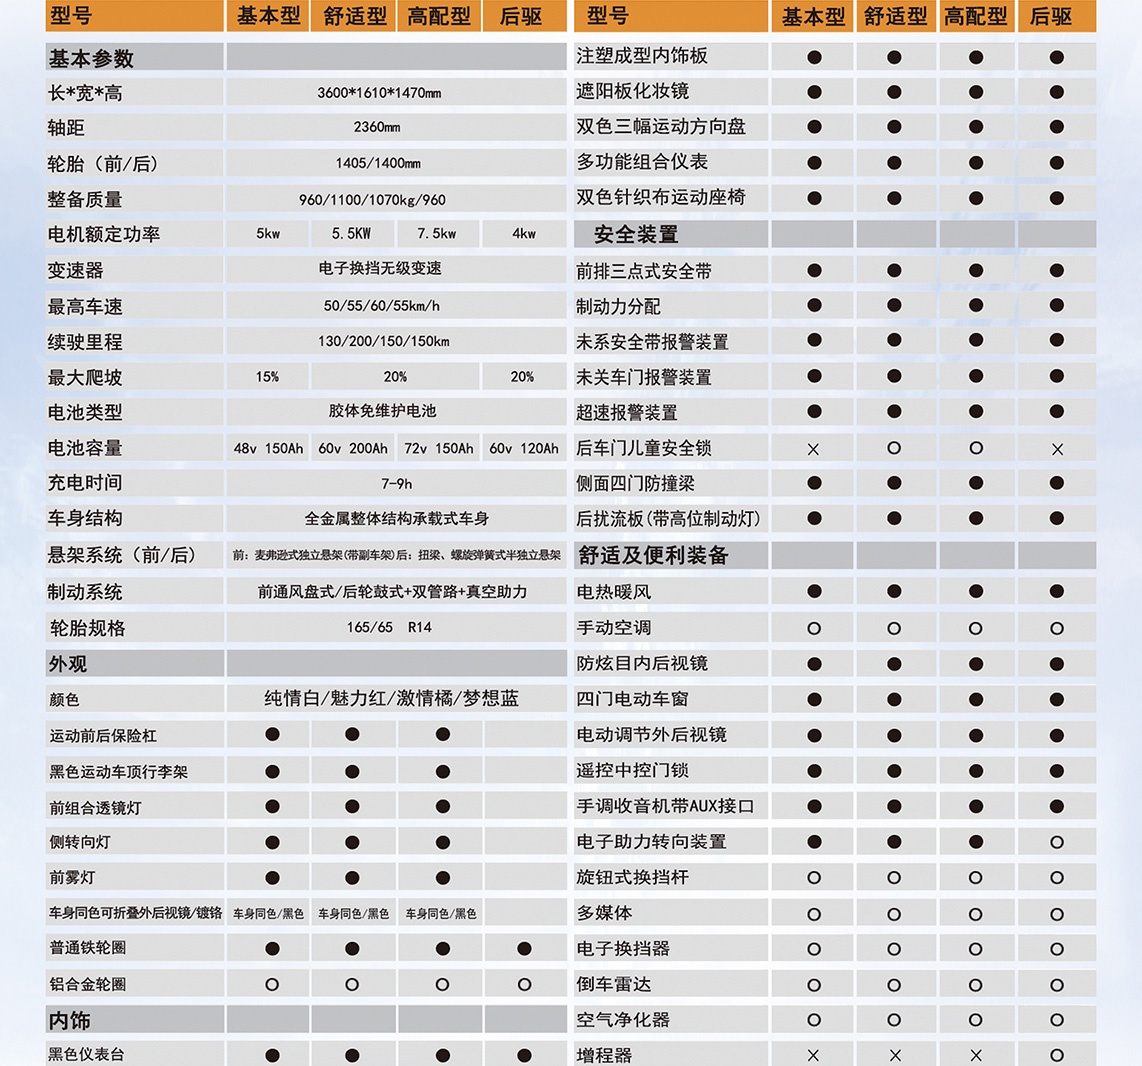 型号 基本型 舒适型 高配型 后驱
基本参数
长*宽*高 3600*1610*1470mm
轴距 2360mm
轮胎（前/后） 1405/1400mm
整备质量 960/1100/1070kg/960
电机额定功率 5kw 5.5KW 7.5kw 4kw
变速器 电子换挡无级变速
最高车速 50/55/60/55km/h
续驶里程 130/200/150/150km
最大爬坡 15% 20% 20%
电池类型 胶体免维护电池
电池容量 48v 150Ah 60v 200Ah 72v 150Ah 60v 120Ah
充电时间 7-9h
车身结构 全金属整体结构承载式车身
悬架系统（前/后） 前：麦弗逊式独立悬架(带副车架)后：扭梁、螺旋弹簧式半独立悬架
制动系统 前通风盘式/后轮鼓式+双管路+真空助力
轮胎规格 165/65 R14
外观
颜色 纯情白/魅力红/激情橘/梦想蓝
运动前后保险杠 ● ● ●
黑色运动车顶行李架 ● ● ●
前组合透镜灯 ● ● ●
侧转向灯 ● ● ●
前雾灯 ● ● ●
车身同色可折叠外后视镜/镀铬 车身同色/黑色 车身同色/黑色 车身同色/黑色
普通铁轮圈 ● ● ● ●
铝合金轮圈 ○ ○ ○ ○
内饰
黑色仪表台 ● ● ● ●
型号 基本型 舒适型 高配型 后驱
注塑成型内饰板 ● ● ● ●
遮阳板化妆镜 ● ● ● ●
双色三幅运动方向盘 ● ● ● ●
多功能组合仪表 ● ● ● ●
双色针织布运动座椅 ● ● ● ●
安全装置
前排三点式安全带 ● ● ● ●
制动力分配 ● ● ● ●
未系安全带报警装置 ● ● ● ●
未关车门报警装置 ● ● ● ●
超速报警装置 ● ● ● ●
后车门儿童安全锁 × ○ ○ ×
侧面四门防撞梁 ● ● ● ●
后扰流板(带高位制动灯) ● ● ● ●
舒适及便利装备
电热暖风 ● ● ● ●
手动空调 ○ ○ ○ ○
防炫目内后视镜 ● ● ● ●
四门电动车窗 ● ● ● ●
电动调节外后视镜 ● ● ● ●
遥控中控门锁 ● ● ● ●
手调收音机带AUX接口 ● ● ● ●
电子助力转向装置 ● ● ● ○
旋钮式换挡杆 ○ ○ ○ ○
多媒体 ○ ○ ○ ○
电子换挡器 ○ ○ ○ ○
倒车雷达 ○ ○ ○ ○
空气净化器 ○ ○ ○ ○
增程器 × × × ○